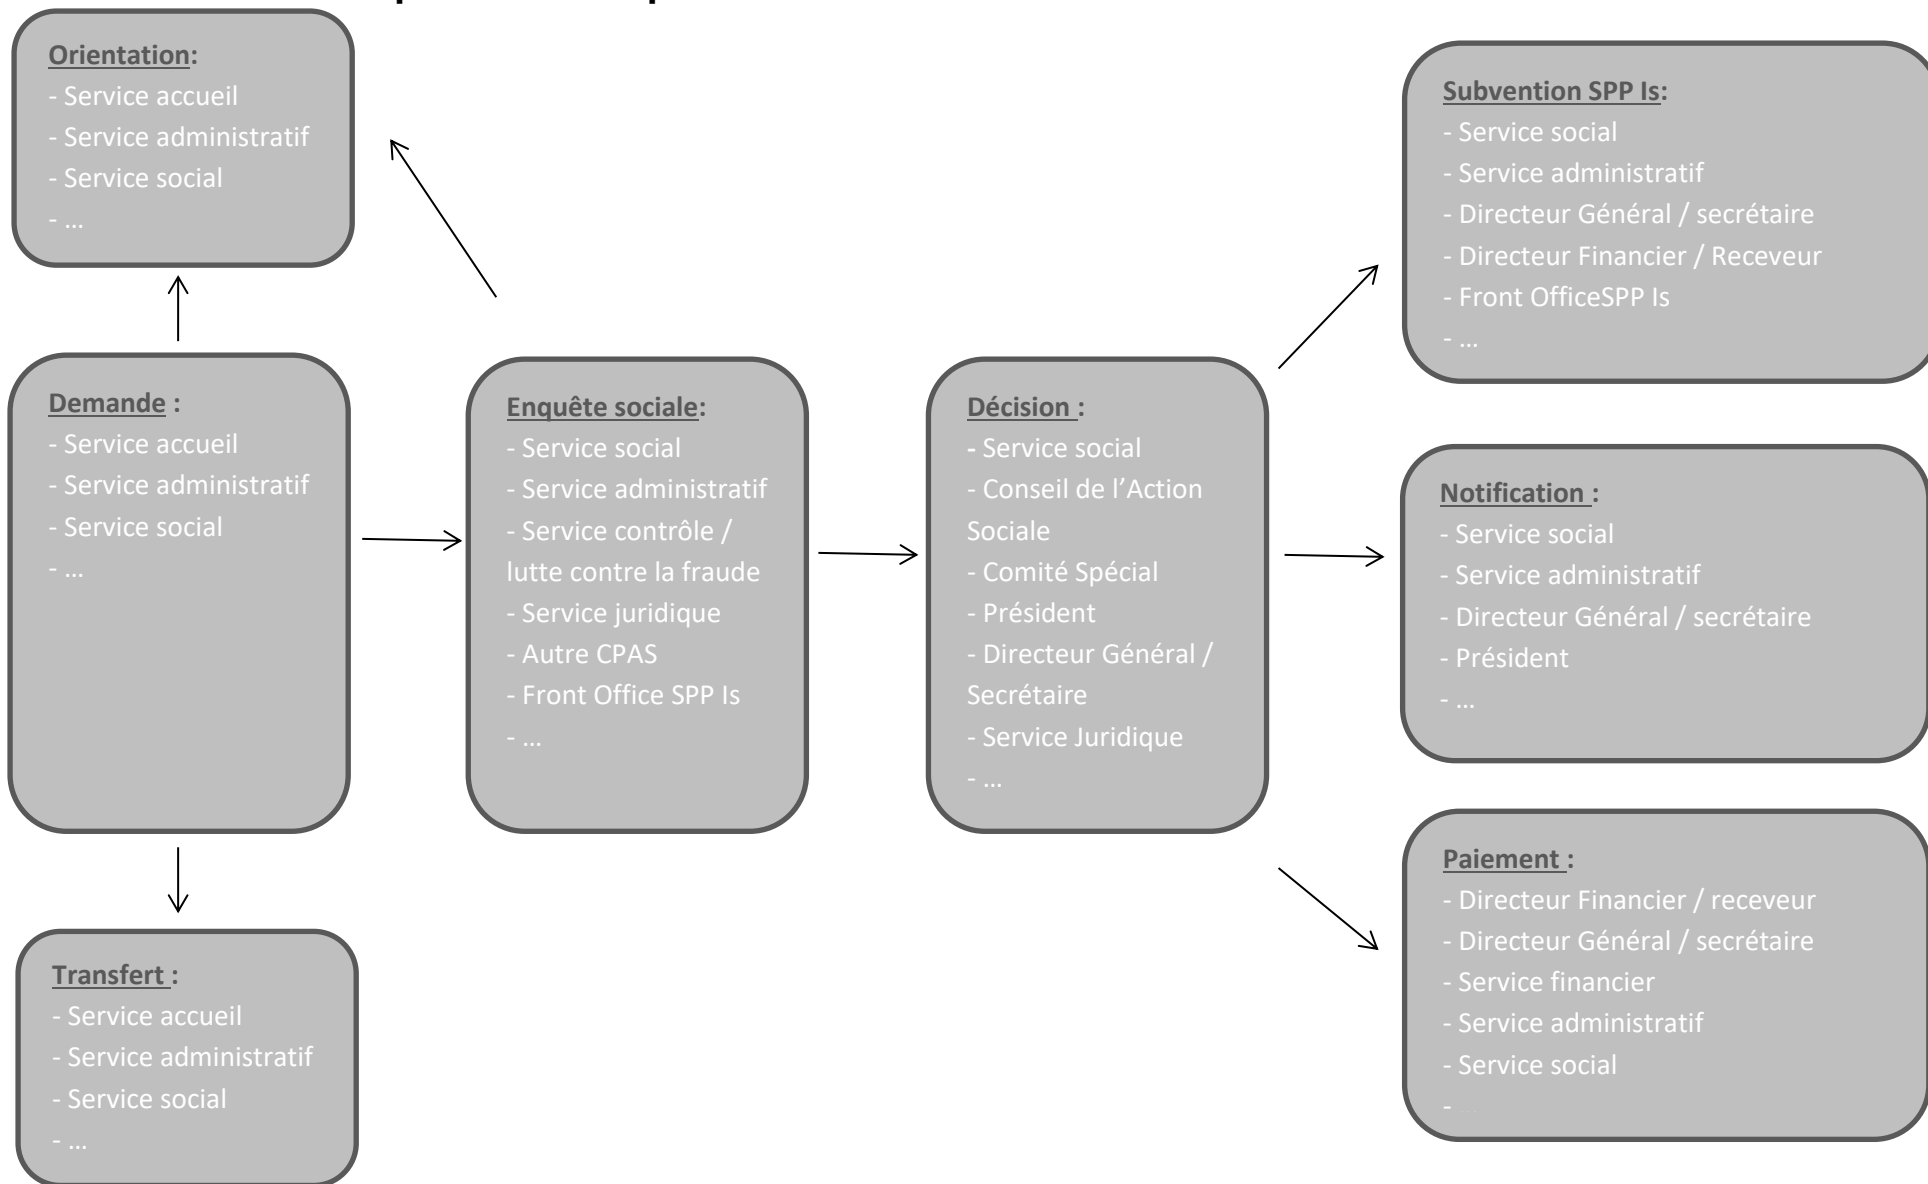 Orientation:
- Service accueil
- Service administratif
- Service social
- ...
Demande :
- Service accueil
- Service administratif
- Service social
- ...
Transfert :
- Service accueil
- Service administratif
- Service social
- ...
Enquête sociale:
- Service social
- Service administratif
- Service contrôle /
lutte contre la fraude
- Service juridique
- Autre CPAS
- Front Office SPP Is
- ...
Décision :
- Service social
- Conseil de l’Action
Sociale
- Comité Spécial
- Président
- Directeur Général /
Secrétaire
- Service Juridique
- ...
Subvention SPP Is:
- Service social
- Service administratif
- Directeur Général / secrétaire
- Directeur Financier / Receveur
- Front OfficeSPP Is
- ...
Notification :
- Service social
- Service administratif
- Directeur Général / secrétaire
- Président
- ...
Paiement :
- Directeur Financier / receveur
- Directeur Général / secrétaire
- Service financier
- Service administratif
- Service social
- ...